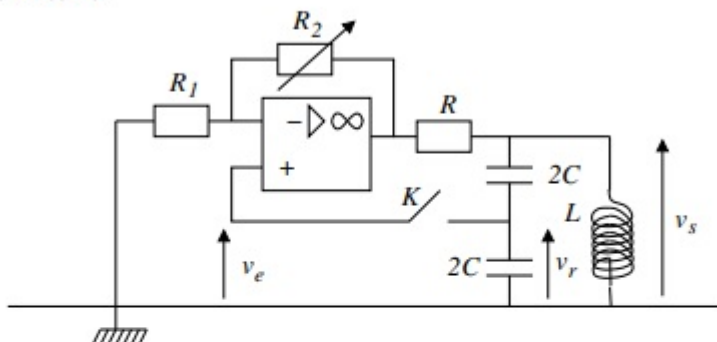 R₂
R₁
R
− ▷ ∞
+
2C
K
L
vₛ
vₑ
2C
vᵣ